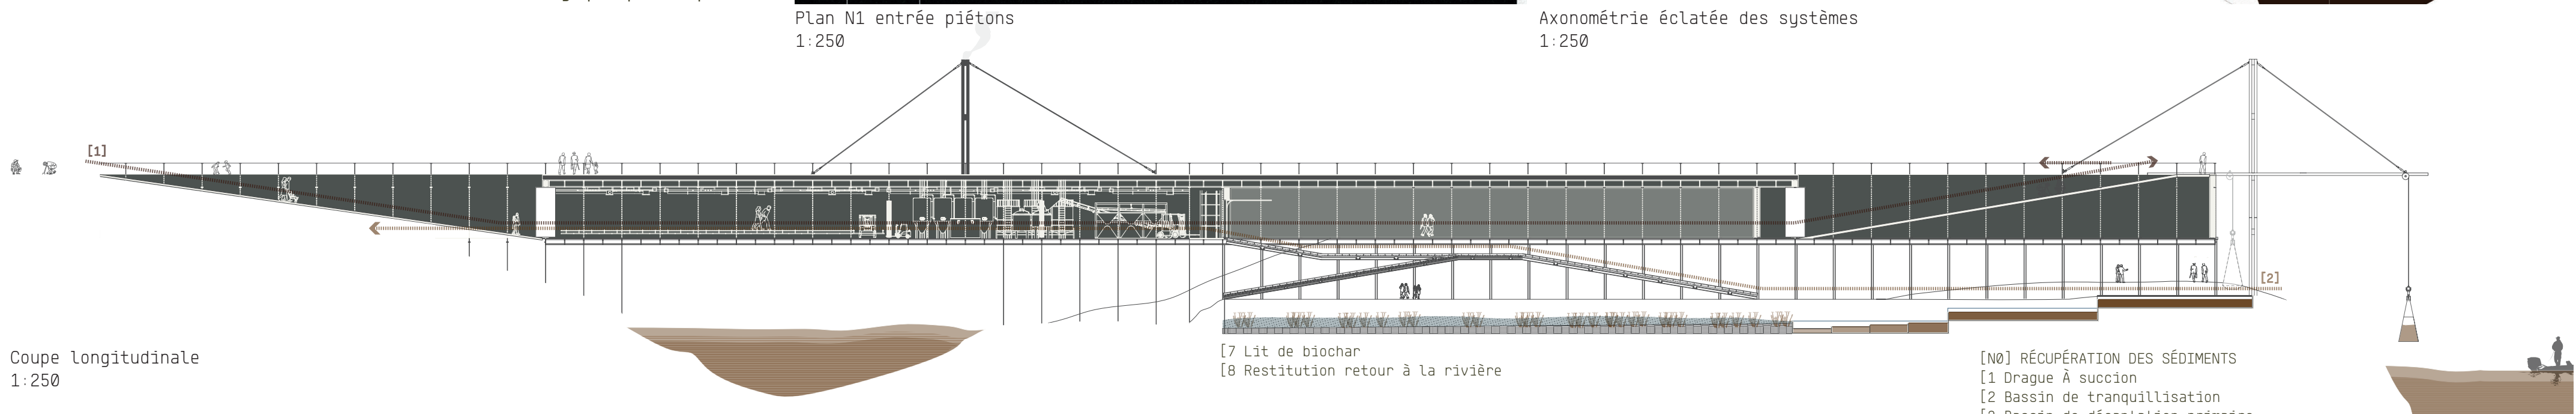 Plan N1 entrée piétons
1:250
Axonométrie éclatée des systèmes
1:250
[1]
[2]
Coupe longitudinale
1:250
[7 Lit de biochar
[8 Restitution retour à la rivière
[N0] RÉCUPÉRATION DES SÉDIMENTS
[1 Drague À succion
[2 Bassin de tranquillisation